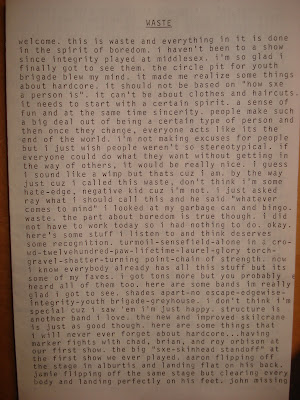 WASTE
welcome. this is waste and everything in it is done
in the spirit of boredom. i haven't been to a show
since integrity played at middlesex. i'm so glad i
finally got to see them. the circle pit for youth
brigade blew my mind. it made me realize some things
about hardcore. it should not be based on "how sxe
a person is". it can't be about clothes and haircuts.
it needs to start with a certain spirit. a sense of
fun and at the same time sincerity. people make such
a big deal out of being a certain type of person and
then once they change, everyone acts like its the
end of the world. i'm not making excuses for people
but i just wish people weren't so stereotypical. if
everyone could do what they want without getting in
the way of others, it would be really nice. i guess
i sound like a wimp but thats cuz i am. by the way
just cuz i called this waste, don't think i'm some
hate-edge, negative kid cuz i'm not. i just asked
ray what i should call this and he said "whatever
comes to mind" i looked at my garbage can and bingo.
waste. the part about boredom is true though. i did
not have to work today so i had nothing to do. okay.
here's some stuff i listen to and think deserves
some recognition. turmoil-sensefield-alone in a cro-
wd-twelvehundred-paw-lifetime-laurel-glory torch-
gravel-shatter-turning point-chain of strength. now
i know everybody already has all this stuff but its
some of my faves. i got tons more but you probably
heard all of them too. here are some bands im really
glad i got to see. shades apart-no escape-edgewise-
integrity-youth brigade-greyhouse. i don't think i'm
special cuz i saw 'em i'm just happy. structure is
another band i love. the new and improved skilcrane
is just as good though. here are some things that
i will never ever forget about hardcore...having
marker fights with chad, brian, and roy orbison at
our first show. the big "sxe-skinhead standoff" at
the first show we ever played. aaron flipping off
the stage in alburtis and landing flat on his back.
jamie flipping off the same stage but clearing every
body and landing perfectly on his feet. john missing